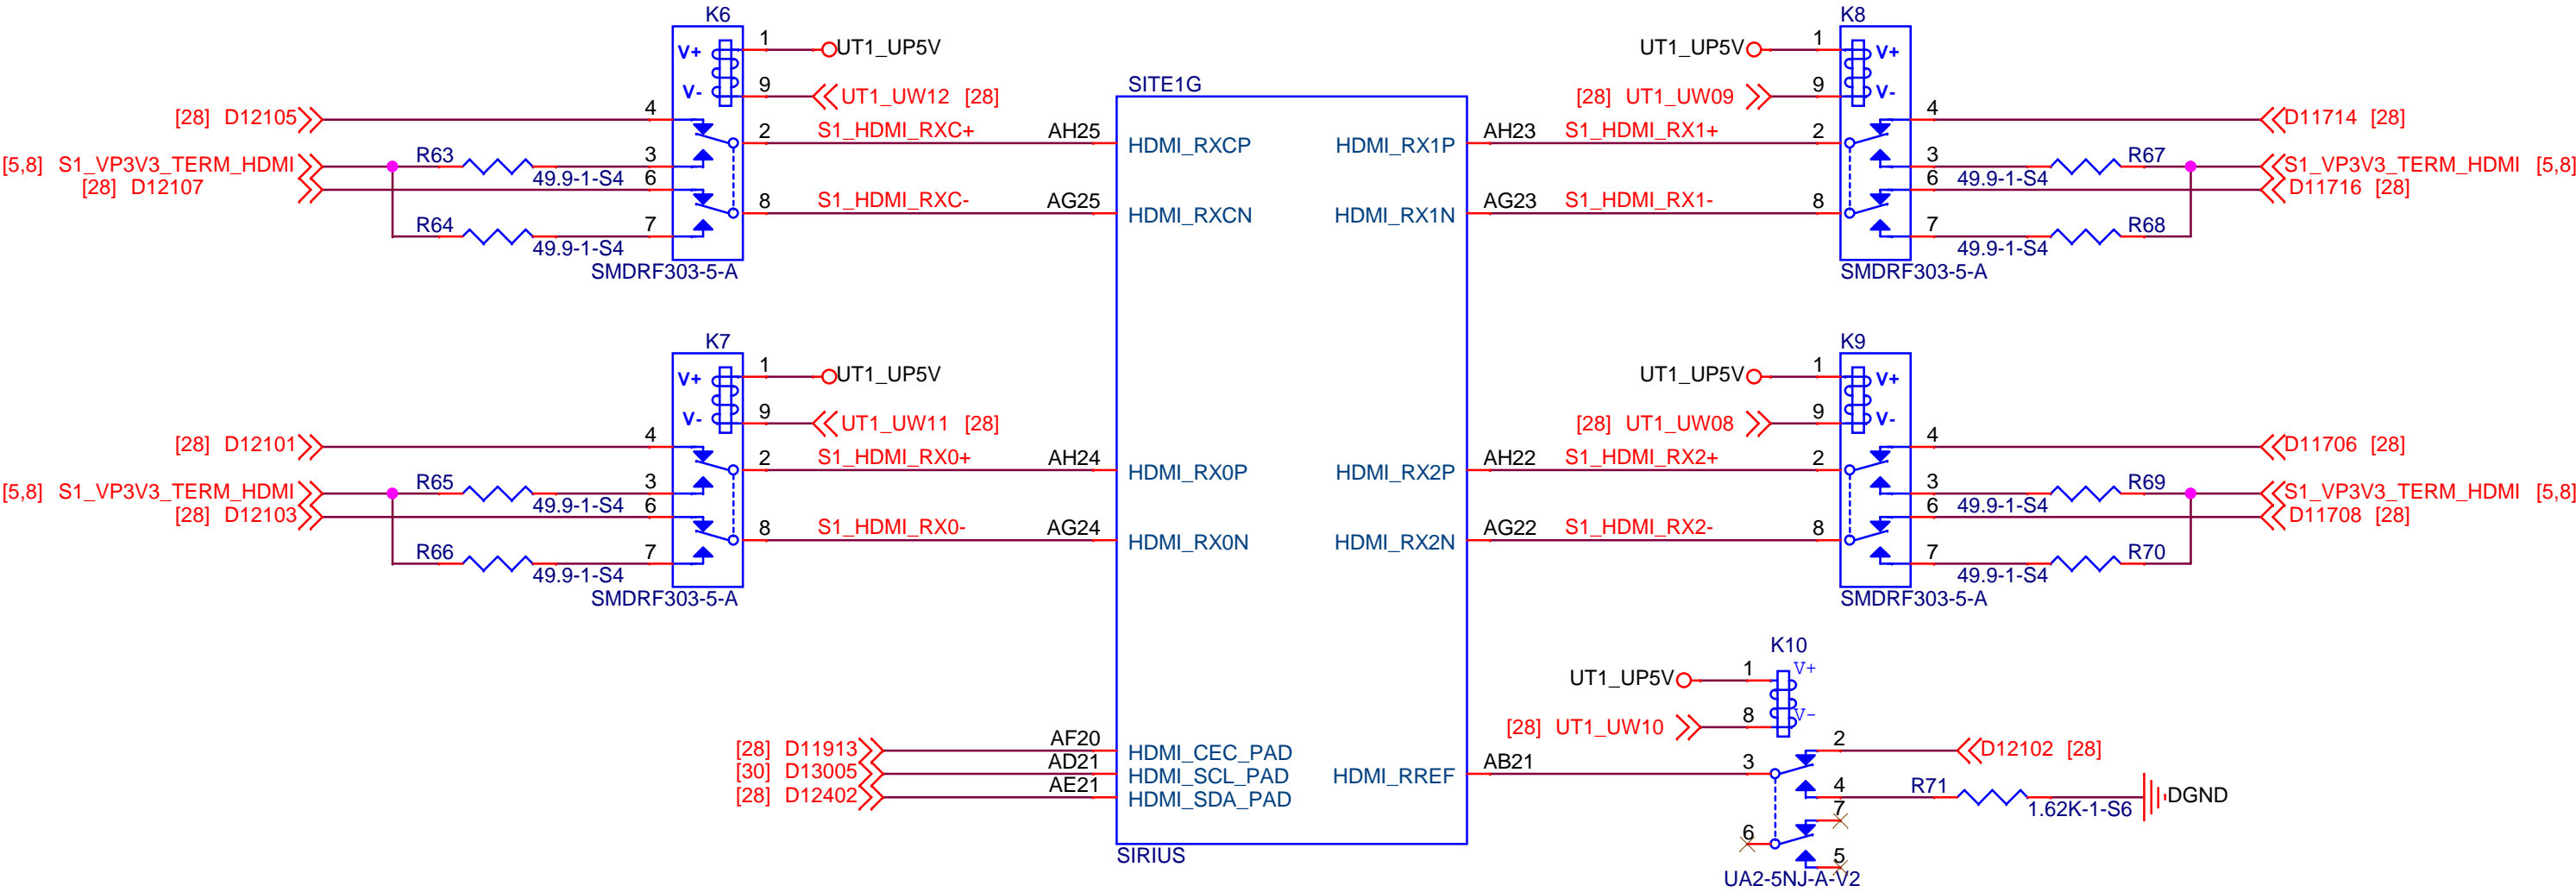 K6
K8
V+ 1 UT1_UP5V
UT1_UP5V 1 V+
SITE1G
V- 9 UT1_UW12 [28]
[28] UT1_UW09 9 V-
[28] D12105 4
4 D11714 [28]
2 S1_HDMI_RXC+ AH25 HDMI_RXCP
HDMI_RX1P AH23 S1_HDMI_RX1+ 2
[5,8] S1_VP3V3_TERM_HDMI R63 49.9-1-S4 3
3 49.9-1-S4 R67 S1_VP3V3_TERM_HDMI [5,8]
[28] D12107 6
6 D11716 [28]
8 S1_HDMI_RXC- AG25 HDMI_RXCN
HDMI_RX1N AG23 S1_HDMI_RX1- 8
R64 49.9-1-S4 7
7 49.9-1-S4 R68
SMDRF303-5-A
SMDRF303-5-A
K7
K9
V+ 1 UT1_UP5V
UT1_UP5V 1 V+
V- 9 UT1_UW11 [28]
[28] UT1_UW08 9 V-
[28] D12101 4
4 D11706 [28]
2 S1_HDMI_RX0+ AH24 HDMI_RX0P
HDMI_RX2P AH22 S1_HDMI_RX2+ 2
[5,8] S1_VP3V3_TERM_HDMI R65 49.9-1-S4 3
3 49.9-1-S4 R69 S1_VP3V3_TERM_HDMI [5,8]
[28] D12103 6
6 D11708 [28]
8 S1_HDMI_RX0- AG24 HDMI_RX0N
HDMI_RX2N AG22 S1_HDMI_RX2- 8
R66 49.9-1-S4 7
7 49.9-1-S4 R70
SMDRF303-5-A
SMDRF303-5-A
K10
UT1_UP5V 1 V+
[28] UT1_UW10 8 V-
[28] D11913 AF20 HDMI_CEC_PAD
2 D12102 [28]
[30] D13005 AD21 HDMI_SCL_PAD
HDMI_RREF AB21 3
[28] D12402 AE21 HDMI_SDA_PAD
4 R71 1.62K-1-S6 DGND
7
6
5
SIRIUS
UA2-5NJ-A-V2